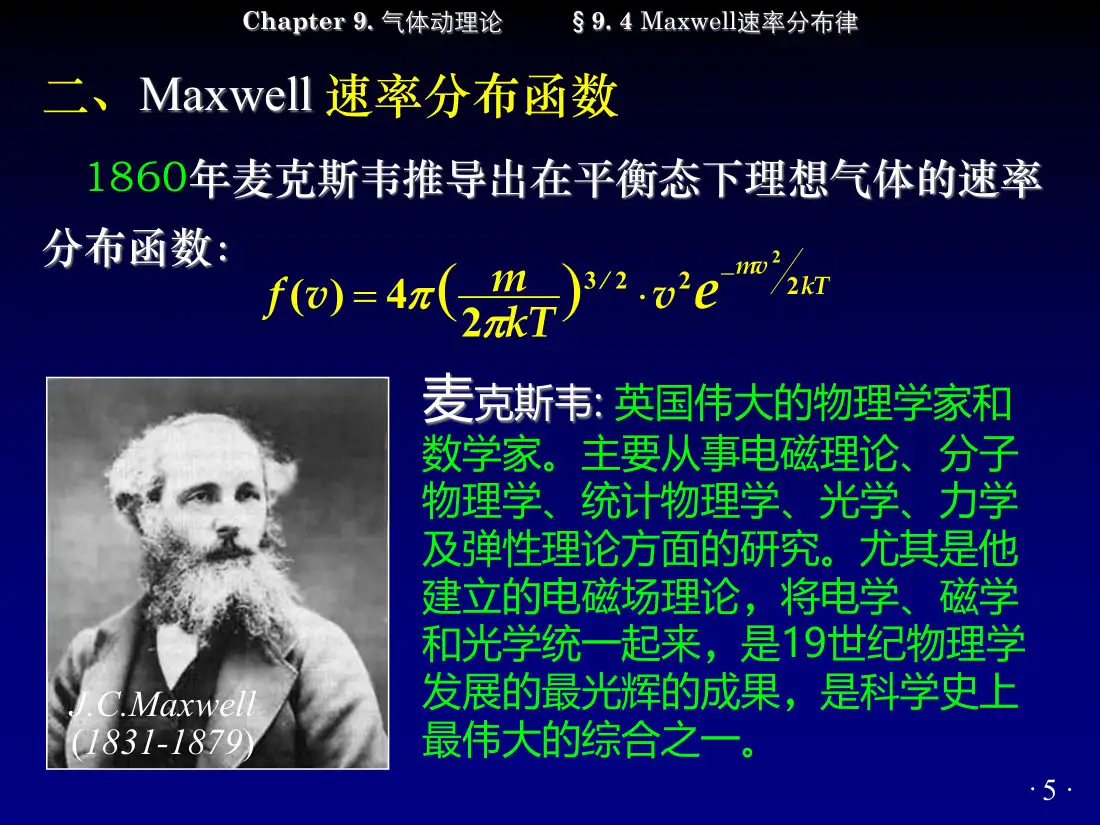 Chapter 9. 气体动理论 §9. 4 Maxwell速率分布律
二、Maxwell 速率分布函数
1860年麦克斯韦推导出在平衡态下理想气体的速率
分布函数:
f(v) = 4π(m/2πkT)^{3/2} · v^2 e^{-mv^2/2kT}
麦克斯韦: 英国伟大的物理学家和
数学家。主要从事电磁理论、分子
物理学、统计物理学、光学、力学
及弹性理论方面的研究。尤其是他
建立的电磁场理论，将电学、磁学
和光学统一起来，是19世纪物理学
发展的最光辉的成果，是科学史上
最伟大的综合之一。
J.C.Maxwell
(1831-1879)
· 5 ·